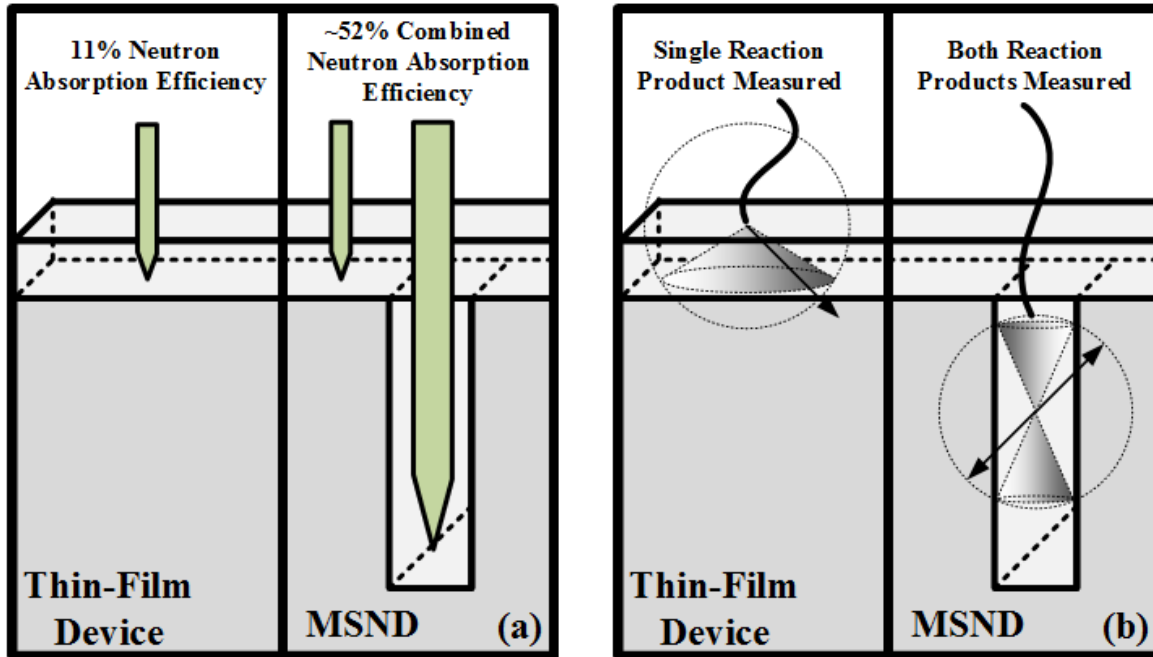 11% Neutron
Absorption Efficiency
~52% Combined
Neutron Absorption
Efficiency
Thin-Film
Device
MSND
(a)
Single Reaction
Product Measured
Both Reaction
Products Measured
Thin-Film
Device
MSND
(b)